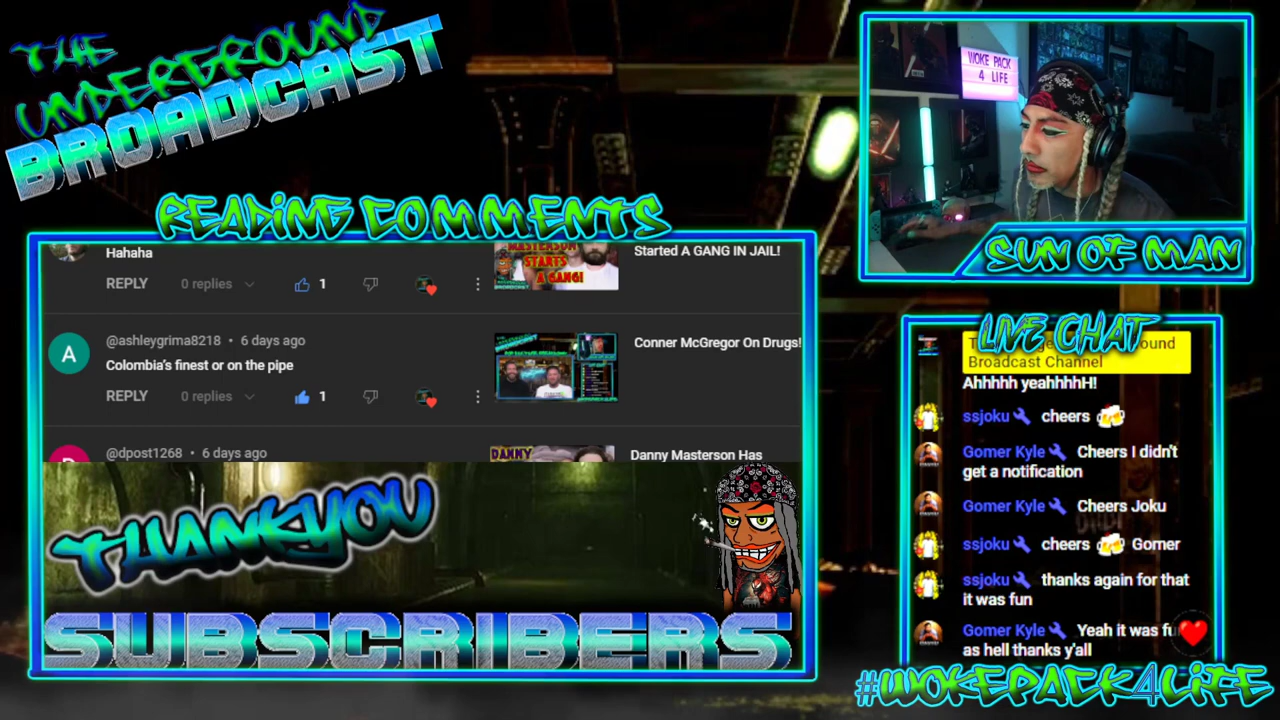 THE
UNDERGROUND
BROADCAST
READING COMMENTS
Hahaha
REPLY 0 replies 1
MASTERSON
STARTS
A GANG!
Started A GANG IN JAIL!
A
@ashleygrima8218 • 6 days ago
Colombia's finest or on the pipe
REPLY 0 replies 1
Conner McGregor On Drugs!
@dpost1268 • 6 days ago
DANNY
Danny Masterson Has
THANKYOU
SUBSCRIBERS
WOKE PACK
4 LIFE
SUN OF MAN
LIVE CHAT
Broadcast Channel
Ahhhhh yeahhhhH!
ssjoku cheers
Gomer Kyle Cheers I didn't
get a notification
Gomer Kyle Cheers Joku
ssjoku cheers Gomer
ssjoku thanks again for that
it was fun
Gomer Kyle Yeah it was fu
as hell thanks y'all
#WOKEPACK4LIFE